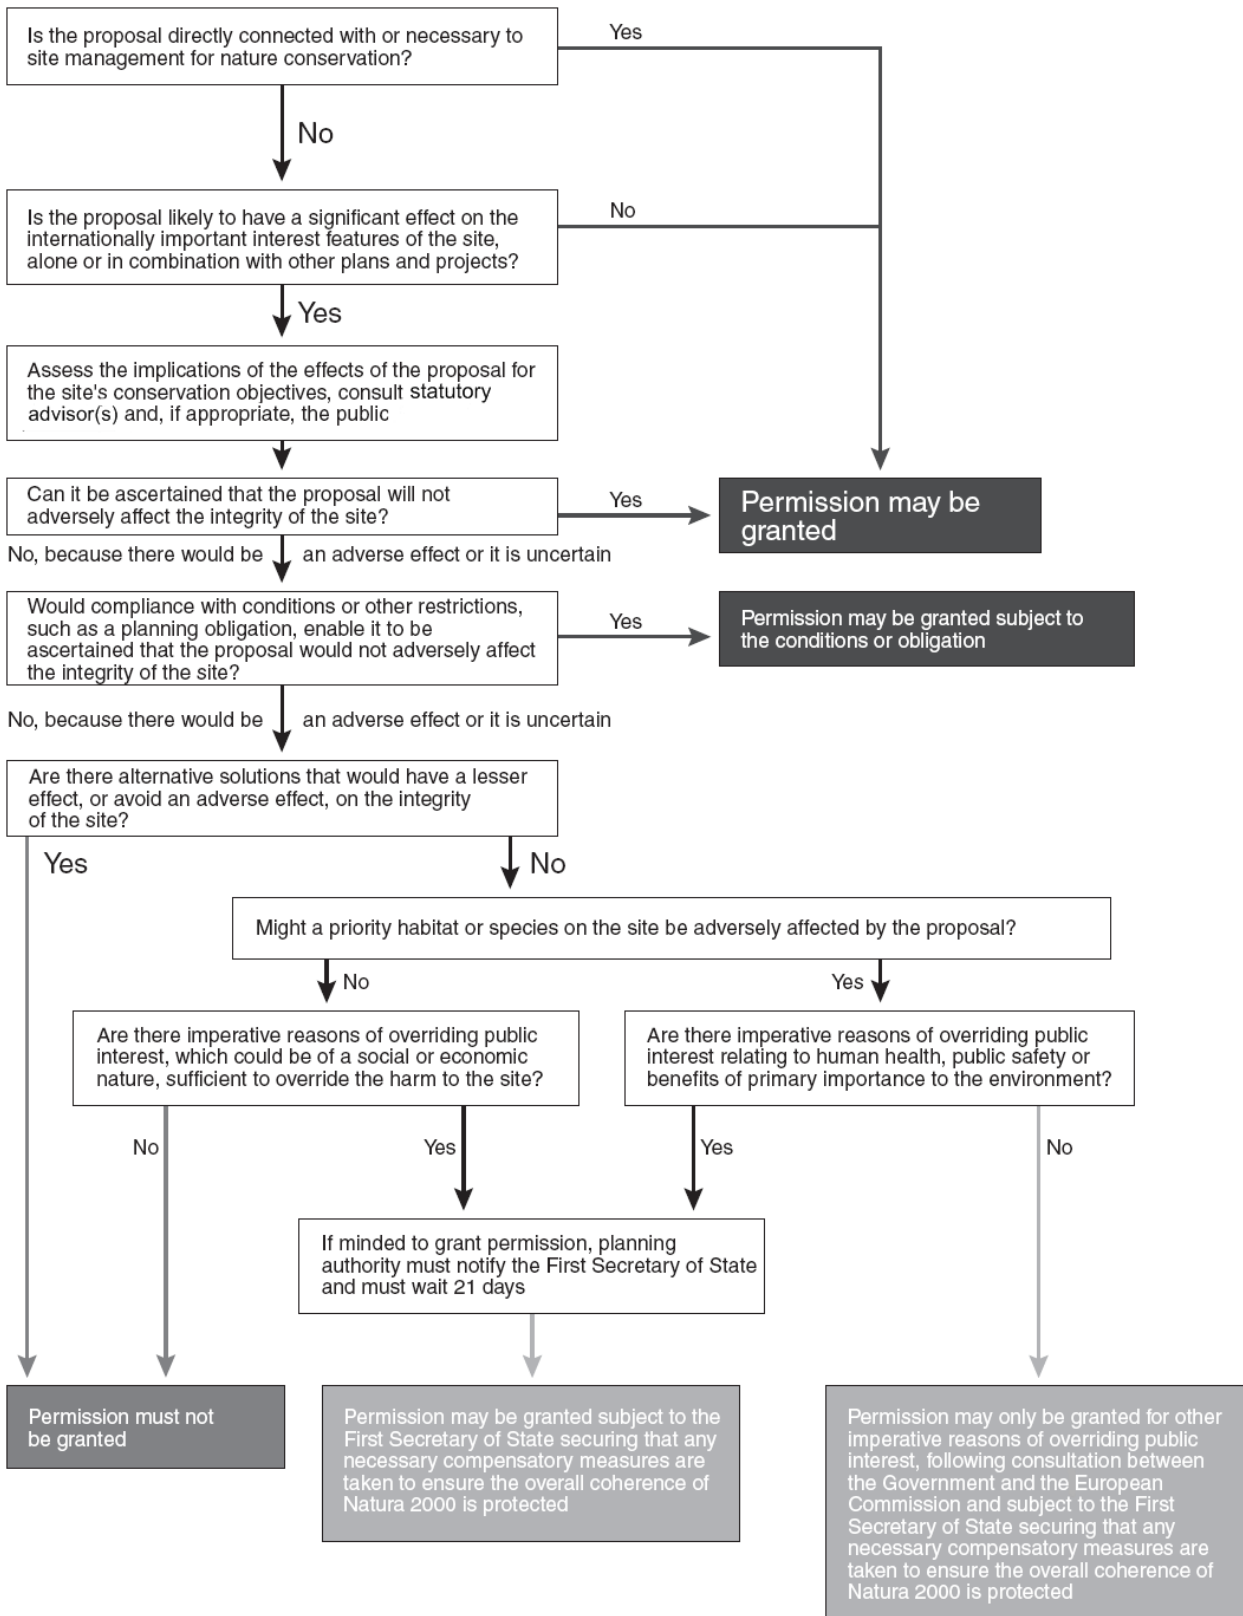 Is the proposal directly connected with or necessary to
site management for nature conservation?
Yes
No
Is the proposal likely to have a significant effect on the
internationally important interest features of the site,
alone or in combination with other plans and projects?
No
Yes
Assess the implications of the effects of the proposal for
the site's conservation objectives, consult statutory
advisor(s) and, if appropriate, the public
Can it be ascertained that the proposal will not
adversely affect the integrity of the site?
Yes
Permission may be
granted
No, because there would be an adverse effect or it is uncertain
Would compliance with conditions or other restrictions,
such as a planning obligation, enable it to be
ascertained that the proposal would not adversely affect
the integrity of the site?
Yes
Permission may be granted subject to
the conditions or obligation
No, because there would be an adverse effect or it is uncertain
Are there alternative solutions that would have a lesser
effect, or avoid an adverse effect, on the integrity
of the site?
Yes
No
Might a priority habitat or species on the site be adversely affected by the proposal?
No
Yes
Are there imperative reasons of overriding public
interest, which could be of a social or economic
nature, sufficient to override the harm to the site?
Are there imperative reasons of overriding public
interest relating to human health, public safety or
benefits of primary importance to the environment?
No
Yes
Yes
No
If minded to grant permission, planning
authority must notify the First Secretary of State
and must wait 21 days
Permission must not
be granted
Permission may be granted subject to the
First Secretary of State securing that any
necessary compensatory measures are
taken to ensure the overall coherence of
Natura 2000 is protected
Permission may only be granted for other
imperative reasons of overriding public
interest, following consultation between
the Government and the European
Commission and subject to the First
Secretary of State securing that any
necessary compensatory measures are
taken to ensure the overall coherence of
Natura 2000 is protected